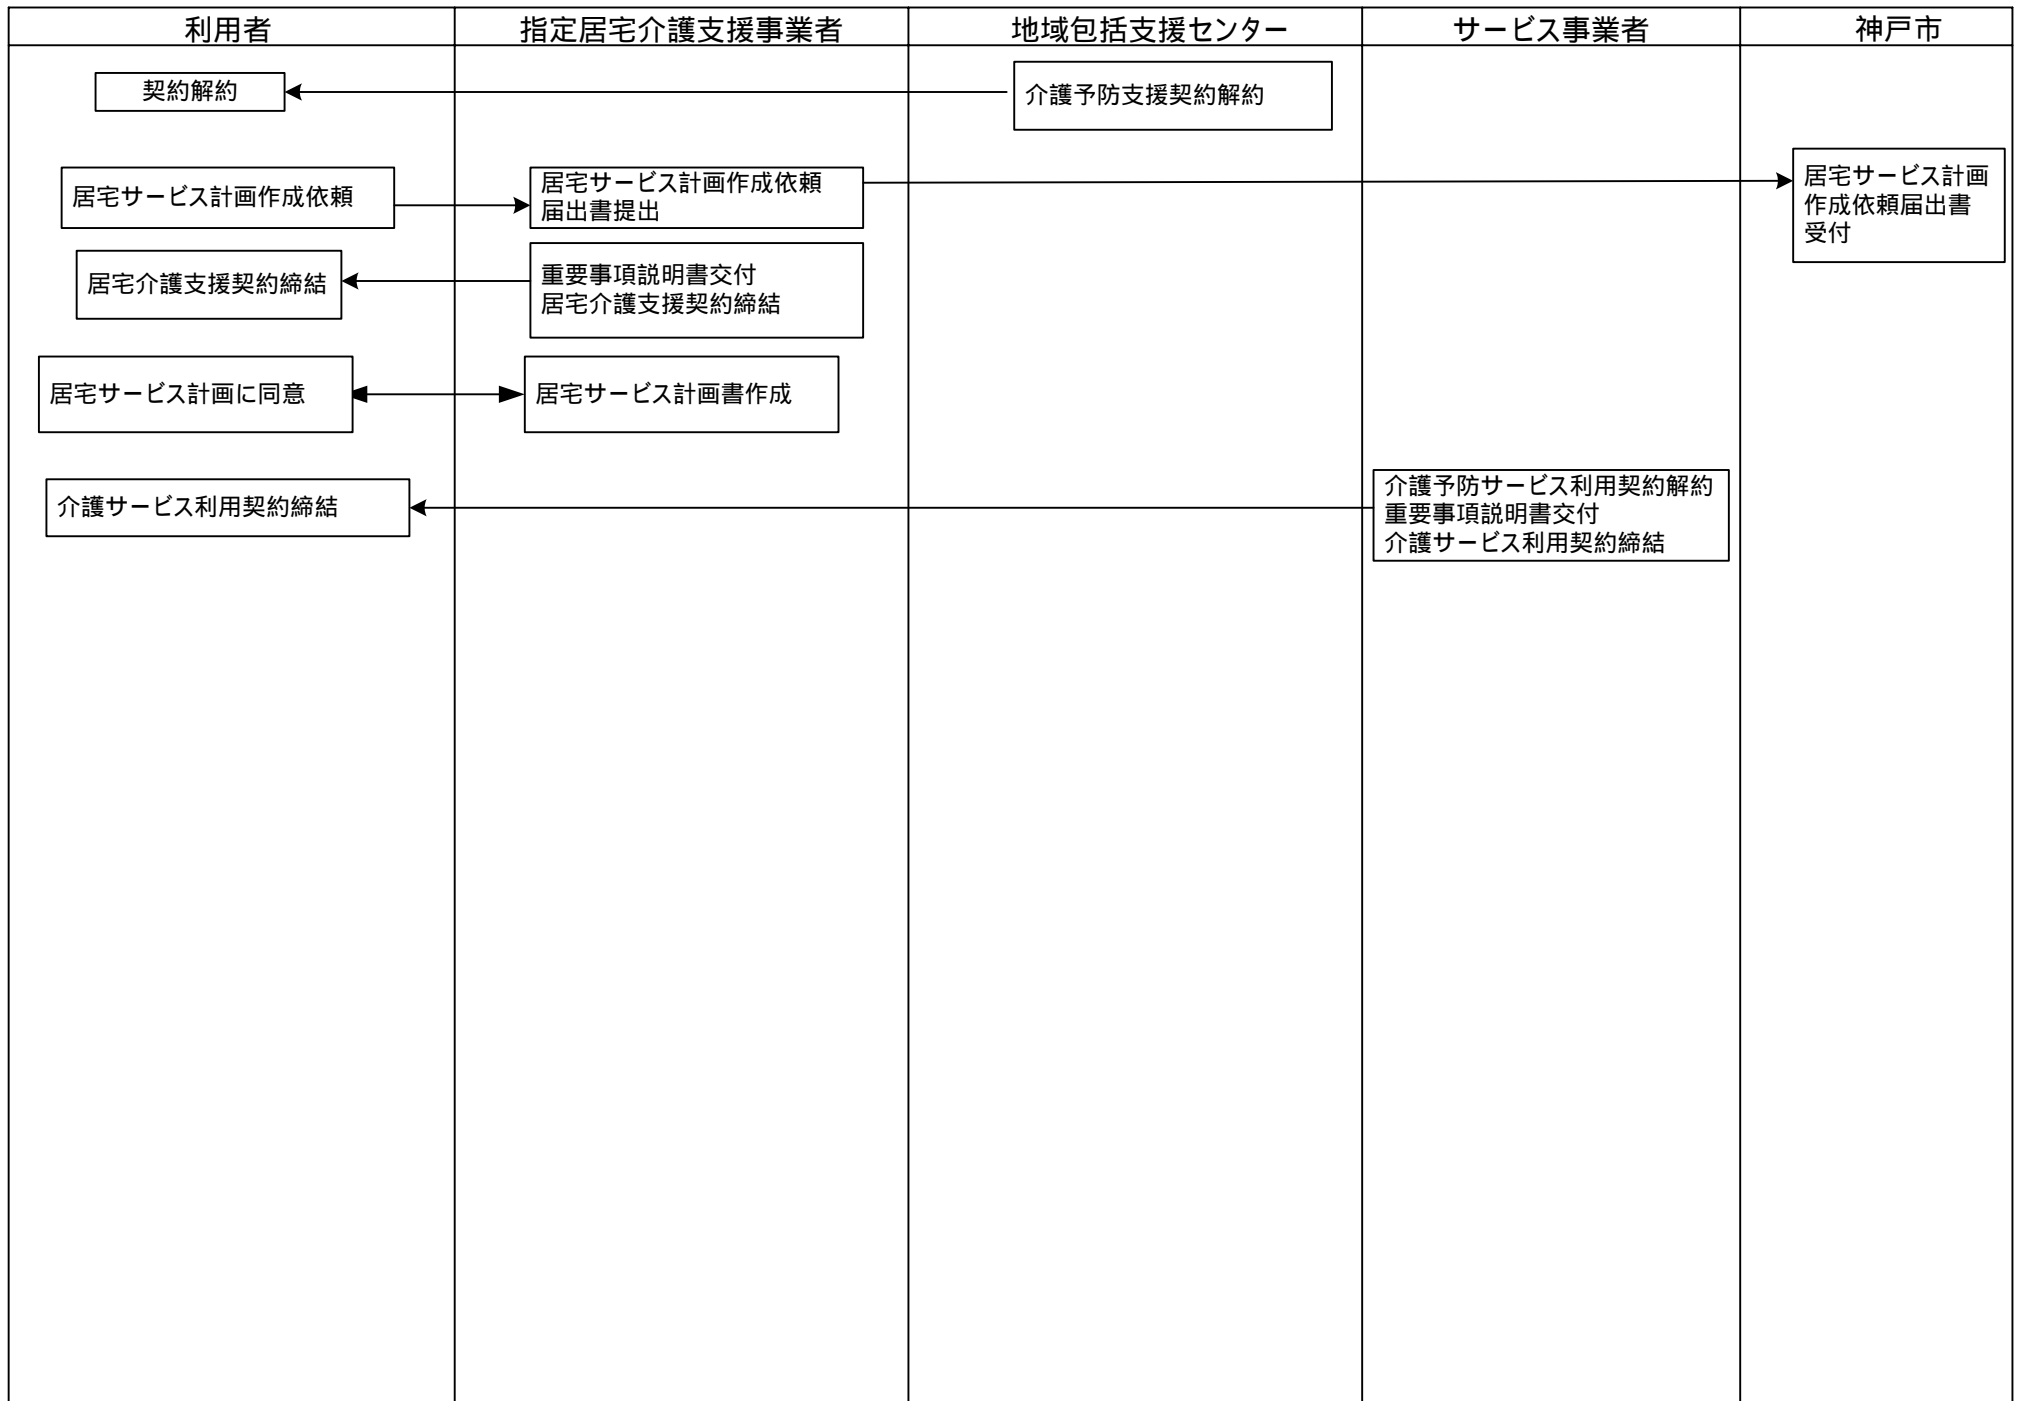 利用者
指定居宅介護支援事業者
地域包括支援センター
サービス事業者
神戸市
契約解約
介護予防支援契約解約
居宅サービス計画作成依頼
居宅サービス計画作成依頼
届出書提出
居宅サービス計画
作成依頼届出書
受付
居宅介護支援契約締結
重要事項説明書交付
居宅介護支援契約締結
居宅サービス計画に同意
居宅サービス計画書作成
介護サービス利用契約締結
介護予防サービス利用契約解約
重要事項説明書交付
介護サービス利用契約締結